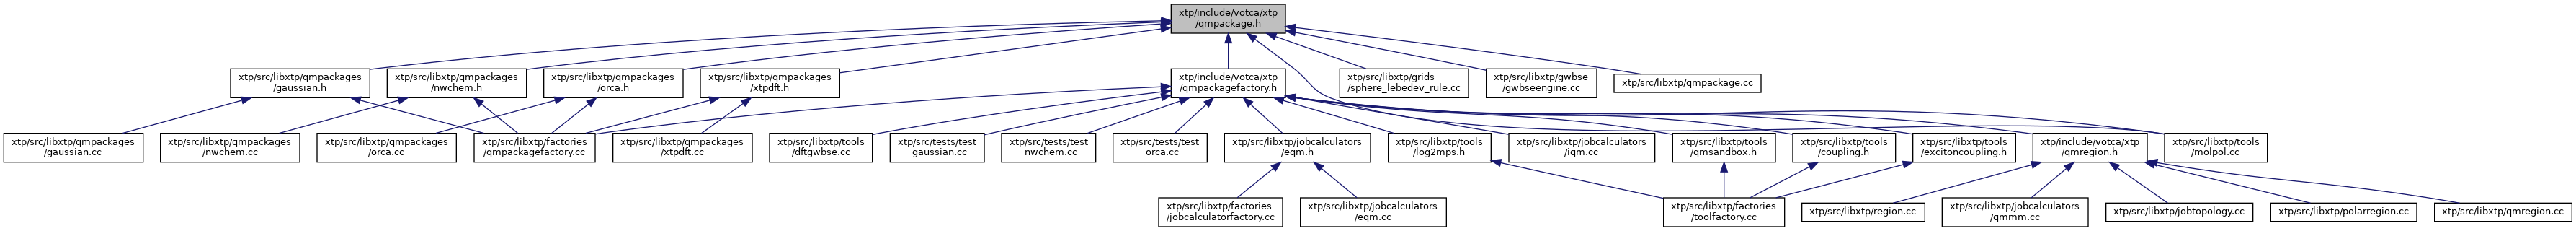 xtp/include/votca/xtp
/qmpackage.h
xtp/src/libxtp/qmpackages
/gaussian.h
xtp/src/libxtp/qmpackages
/nwchem.h
xtp/src/libxtp/qmpackages
/orca.h
xtp/src/libxtp/qmpackages
/xtpdft.h
xtp/include/votca/xtp
/qmpackagefactory.h
xtp/src/libxtp/grids
/sphere_lebedev_rule.cc
xtp/src/libxtp/gwbse
/gwbseengine.cc
xtp/src/libxtp/qmpackage.cc
xtp/src/libxtp/qmpackages
/gaussian.cc
xtp/src/libxtp/qmpackages
/nwchem.cc
xtp/src/libxtp/qmpackages
/orca.cc
xtp/src/libxtp/factories
/qmpackagefactory.cc
xtp/src/libxtp/qmpackages
/xtpdft.cc
xtp/src/libxtp/tools
/dftgwbse.cc
xtp/src/tests/test
_gaussian.cc
xtp/src/tests/test
_nwchem.cc
xtp/src/tests/test
_orca.cc
xtp/src/libxtp/jobcalculators
/eqm.h
xtp/src/libxtp/tools
/log2mps.h
xtp/src/libxtp/jobcalculators
/iqm.cc
xtp/src/libxtp/tools
/qmsandbox.h
xtp/src/libxtp/tools
/coupling.h
xtp/src/libxtp/tools
/excitoncoupling.h
xtp/include/votca/xtp
/qmregion.h
xtp/src/libxtp/tools
/molpol.cc
xtp/src/libxtp/factories
/jobcalculatorfactory.cc
xtp/src/libxtp/jobcalculators
/eqm.cc
xtp/src/libxtp/factories
/toolfactory.cc
xtp/src/libxtp/region.cc
xtp/src/libxtp/jobcalculators
/qmmm.cc
xtp/src/libxtp/jobtopology.cc
xtp/src/libxtp/polarregion.cc
xtp/src/libxtp/qmregion.cc